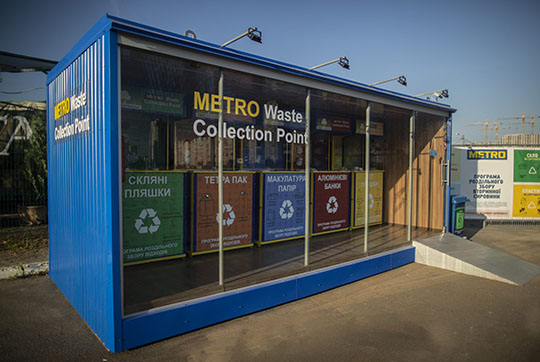 METRO Waste
Collection Point
METRO Waste
Collection Point
СКЛЯНІ
ПЛЯШКИ
ТЕТРА ПАК
МАКУЛАТУРА
ПАПІР
АЛЮМІНІЄВІ
БАНКИ
METRO
ПРОГРАМА
РОЗДІЛЬНОГО
ЗБОРУ
ВТОРИННОЇ
СИРОВИНИ
СКЛО